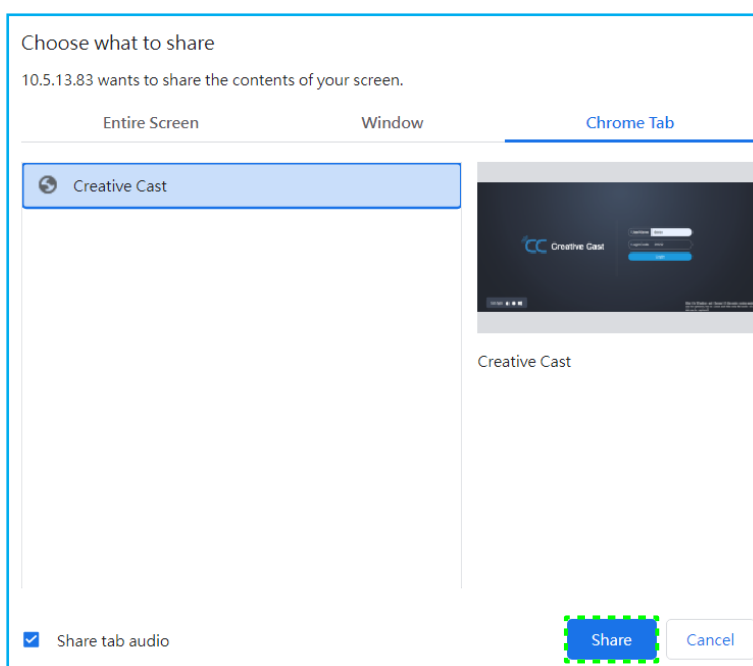 Choose what to share
10.5.13.83 wants to share the contents of your screen.
Entire Screen
Window
Chrome Tab
Creative Cast
CC Creative Cast
Login
Creative Cast
Share tab audio
Share
Cancel